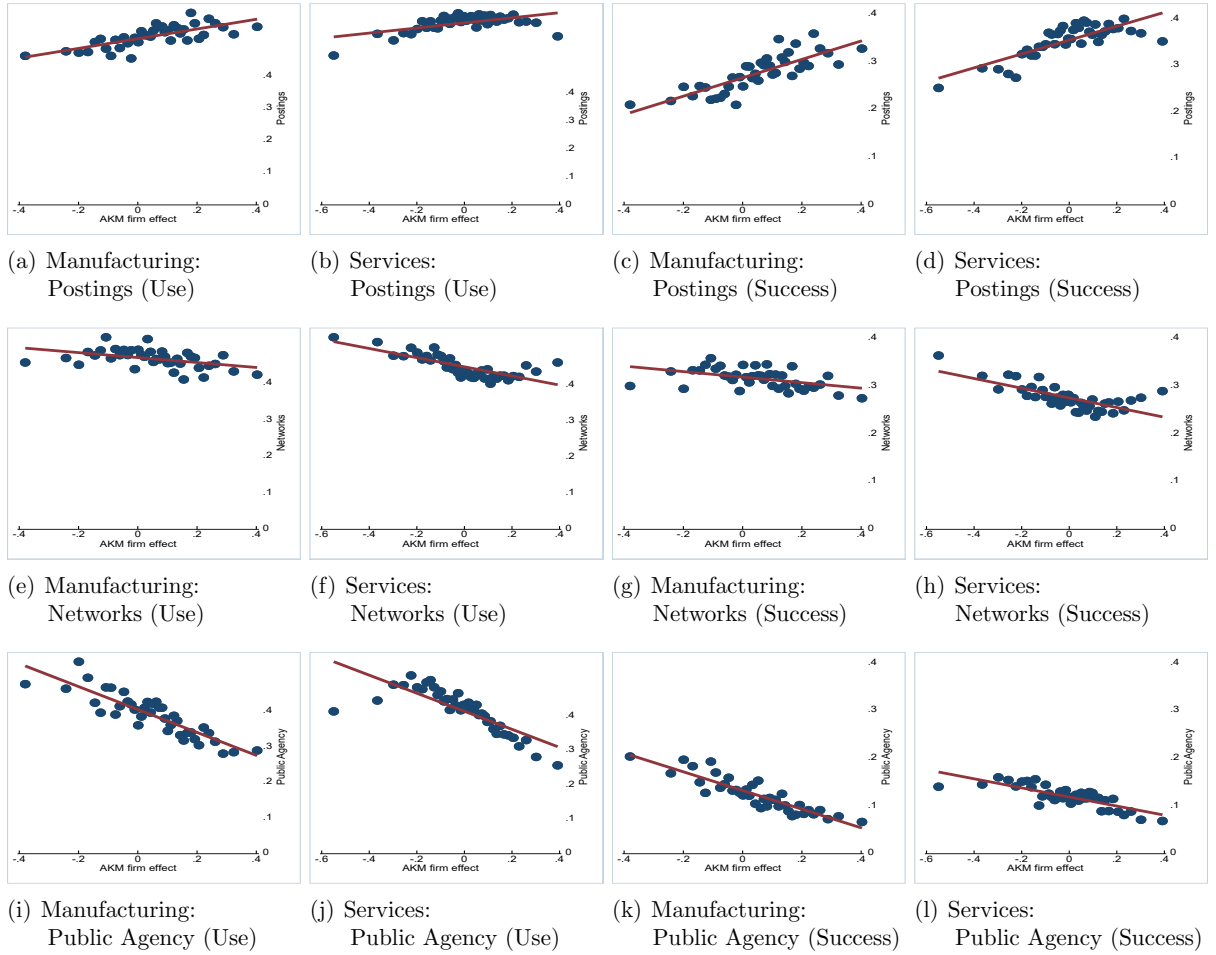 .4
.3
.2
.1
0
Postings
-.4 -.2 0 .2 .4
AKM firm effect
.4
.3
.2
.1
0
Postings
-.6 -.4 -.2 0 .2 .4
AKM firm effect
.4
.3
.2
.1
0
Postings
-.4 -.2 0 .2 .4
AKM firm effect
.4
.3
.2
.1
0
Postings
-.6 -.4 -.2 0 .2 .4
AKM firm effect
(a) Manufacturing:
Postings (Use)
(b) Services:
Postings (Use)
(c) Manufacturing:
Postings (Success)
(d) Services:
Postings (Success)
.4
.3
.2
.1
0
Networks
-.4 -.2 0 .2 .4
AKM firm effect
.4
.3
.2
.1
0
Networks
-.6 -.4 -.2 0 .2 .4
AKM firm effect
.4
.3
.2
.1
0
Networks
-.4 -.2 0 .2 .4
AKM firm effect
.4
.3
.2
.1
0
Networks
-.6 -.4 -.2 0 .2 .4
AKM firm effect
(e) Manufacturing:
Networks (Use)
(f) Services:
Networks (Use)
(g) Manufacturing:
Networks (Success)
(h) Services:
Networks (Success)
.4
.3
.2
.1
0
Public Agency
-.4 -.2 0 .2 .4
AKM firm effect
.4
.3
.2
.1
0
Public Agency
-.6 -.4 -.2 0 .2 .4
AKM firm effect
.4
.3
.2
.1
0
Public Agency
-.4 -.2 0 .2 .4
AKM firm effect
.4
.3
.2
.1
0
Public Agency
-.6 -.4 -.2 0 .2 .4
AKM firm effect
(i) Manufacturing:
Public Agency (Use)
(j) Services:
Public Agency (Use)
(k) Manufacturing:
Public Agency (Success)
(l) Services:
Public Agency (Success)